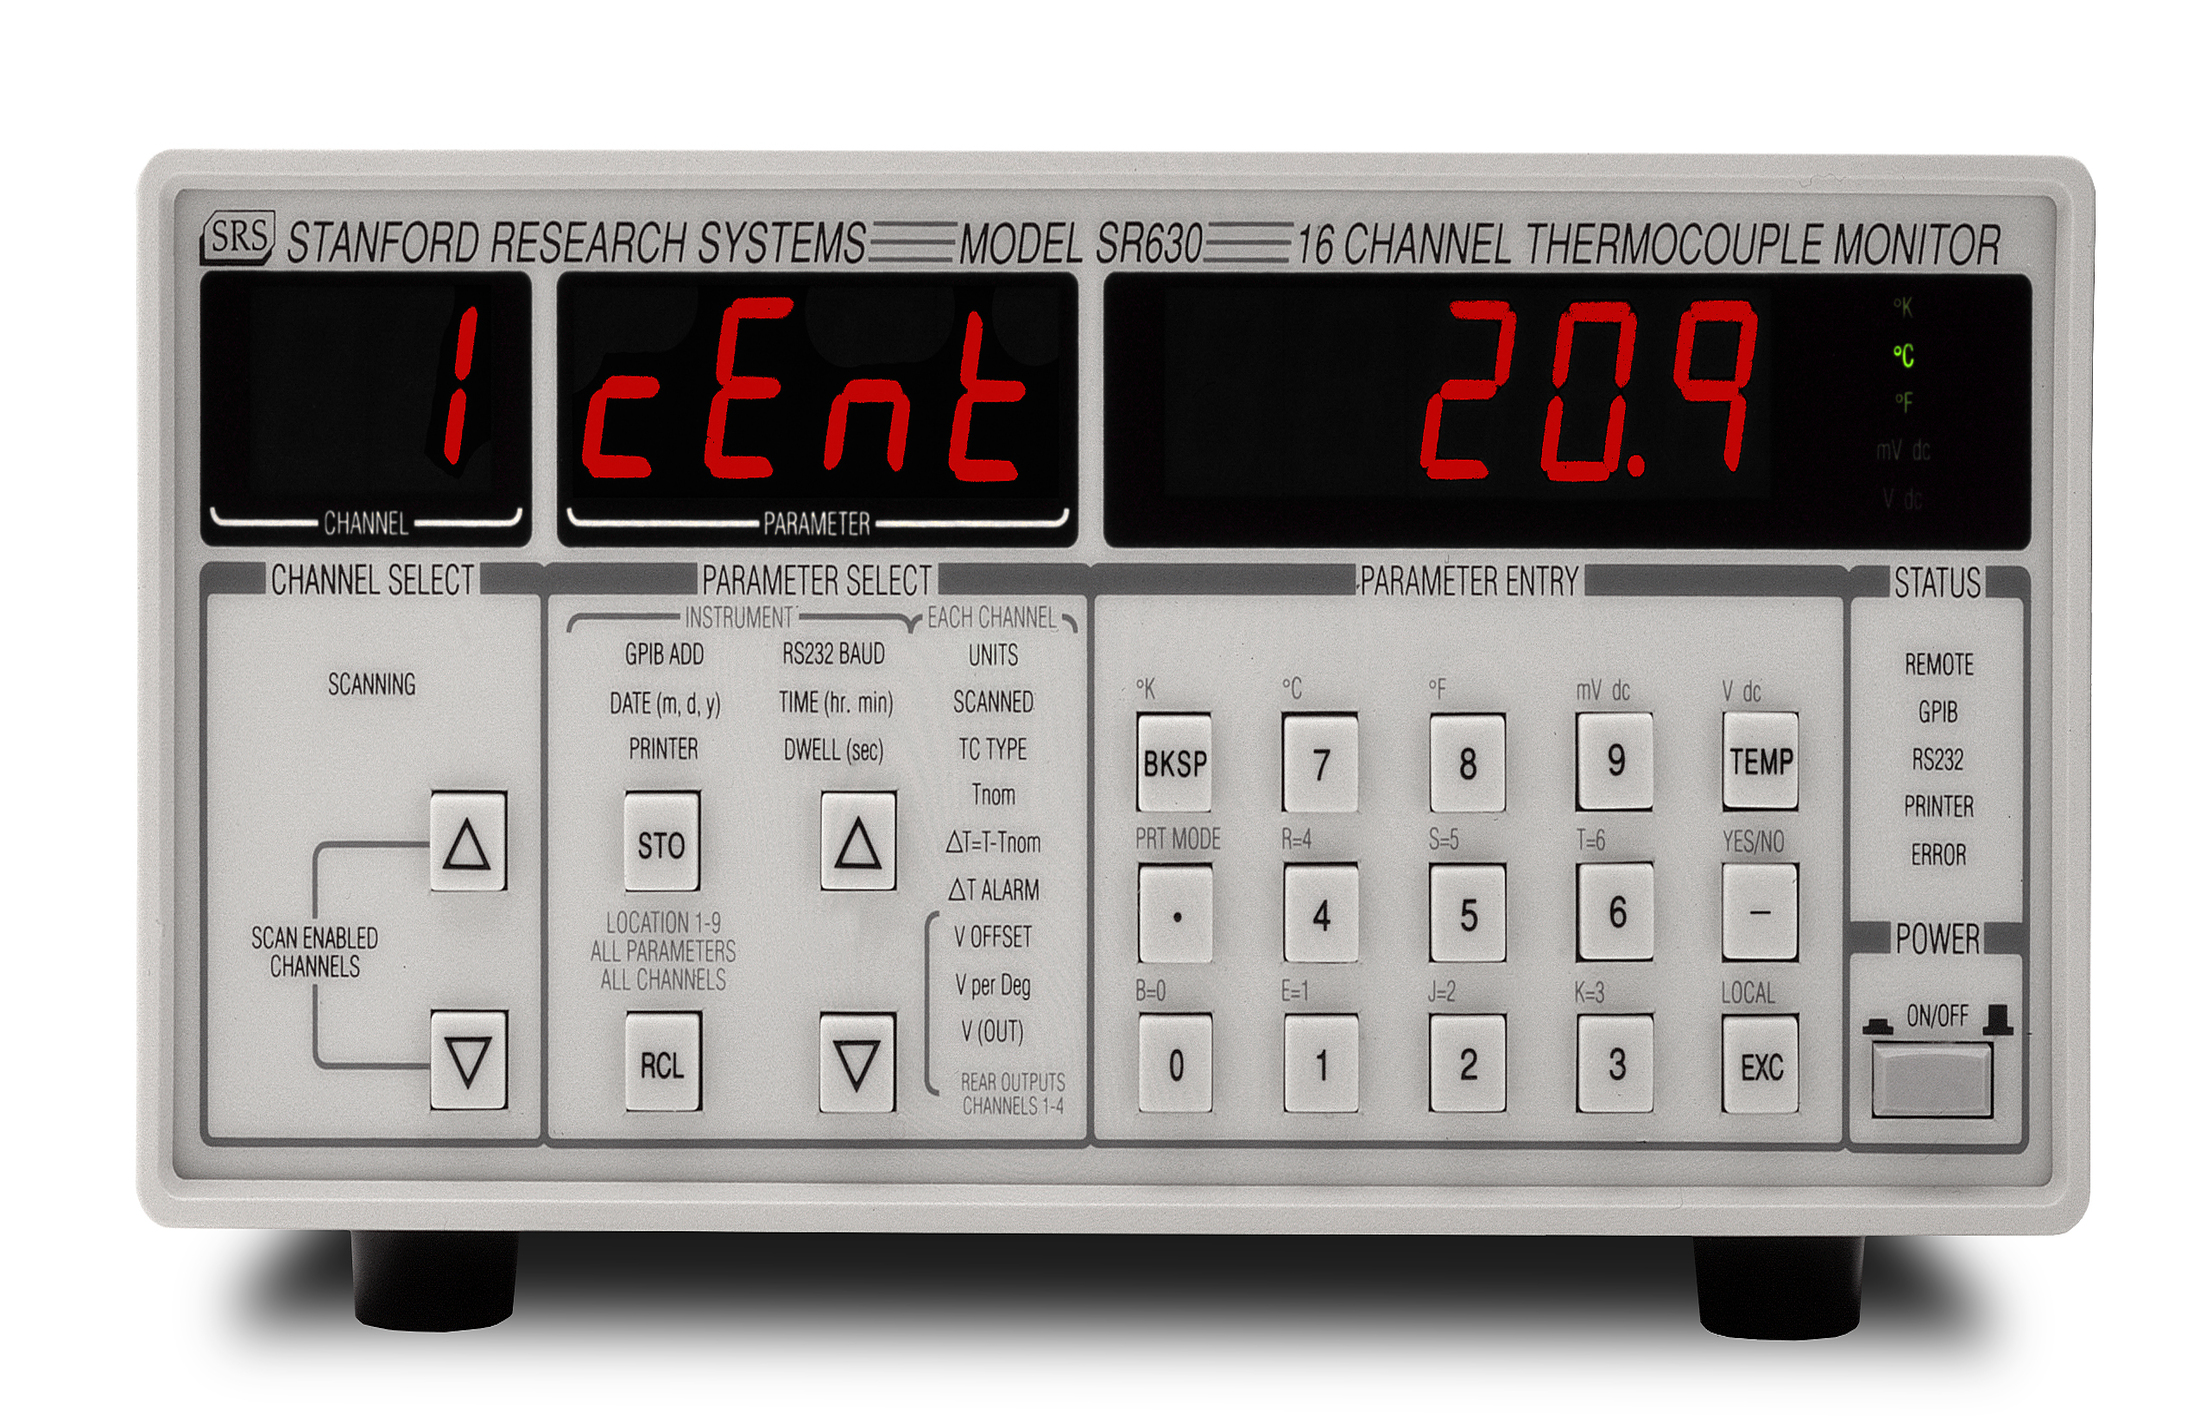 SRS STANFORD RESEARCH SYSTEMS MODEL SR630 16 CHANNEL THERMOCOUPLE MONITOR
1 cEnt 20.9
°K
°C
°F
mV dc
V dc
CHANNEL
PARAMETER
CHANNEL SELECT
SCANNING
SCAN ENABLED
CHANNELS
PARAMETER SELECT
INSTRUMENT
EACH CHANNEL
GPIB ADD
RS232 BAUD
DATE (m, d, y)
TIME (hr. min)
PRINTER
DWELL (sec)
STO
LOCATION 1-9
ALL PARAMETERS
ALL CHANNELS
RCL
UNITS
SCANNED
TC TYPE
Tnom
ΔT=T-Tnom
ΔT ALARM
V OFFSET
V per Deg
V (OUT)
REAR OUTPUTS
CHANNELS 1-4
PARAMETER ENTRY
°K °C °F mV dc V dc
BKSP 7 8 9 TEMP
PRT MODE R=4 S=5 T=6 YES/NO
. 4 5 6 –
B=0 E=1 J=2 K=3 LOCAL
0 1 2 3 EXC
STATUS
REMOTE
GPIB
RS232
PRINTER
ERROR
POWER
ON/OFF